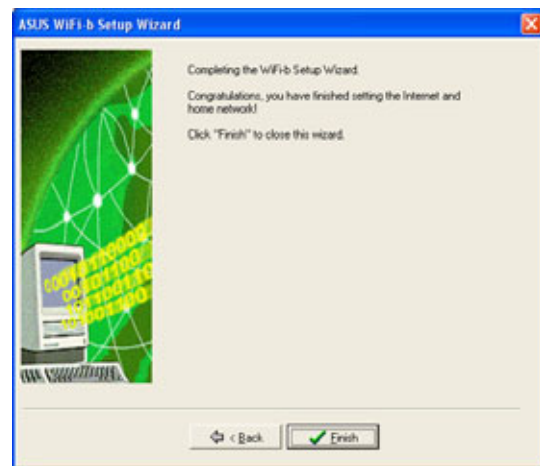 ASUS WiFi-b Setup Wizard
Completing the WiFi-b Setup Wizard.
Congratulations, you have finished setting the Internet and
home network!
Click "Finish" to close this wizard.
< Back
Finish